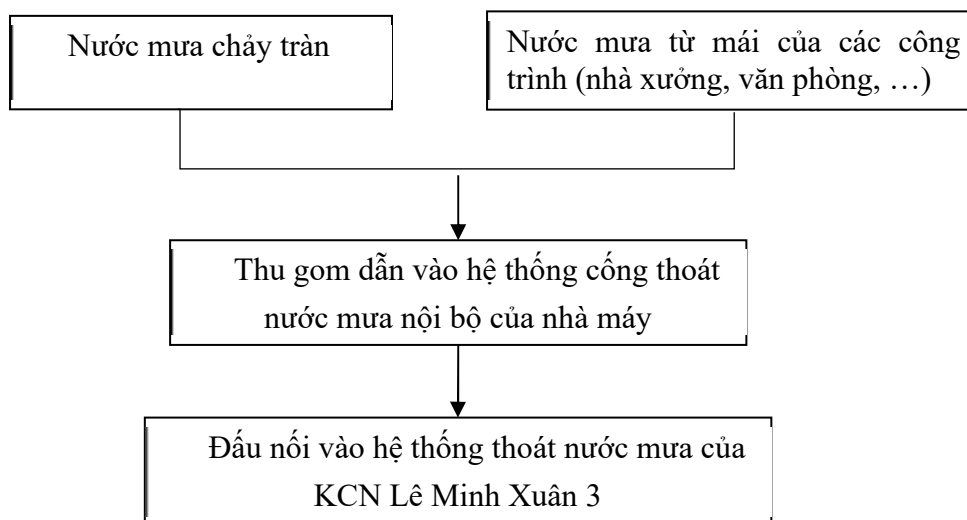 Nước mưa chảy tràn
Nước mưa từ mái của các công
trình (nhà xưởng, văn phòng, …)
Thu gom dẫn vào hệ thống cống thoát
nước mưa nội bộ của nhà máy
Đấu nối vào hệ thống thoát nước mưa của
KCN Lê Minh Xuân 3